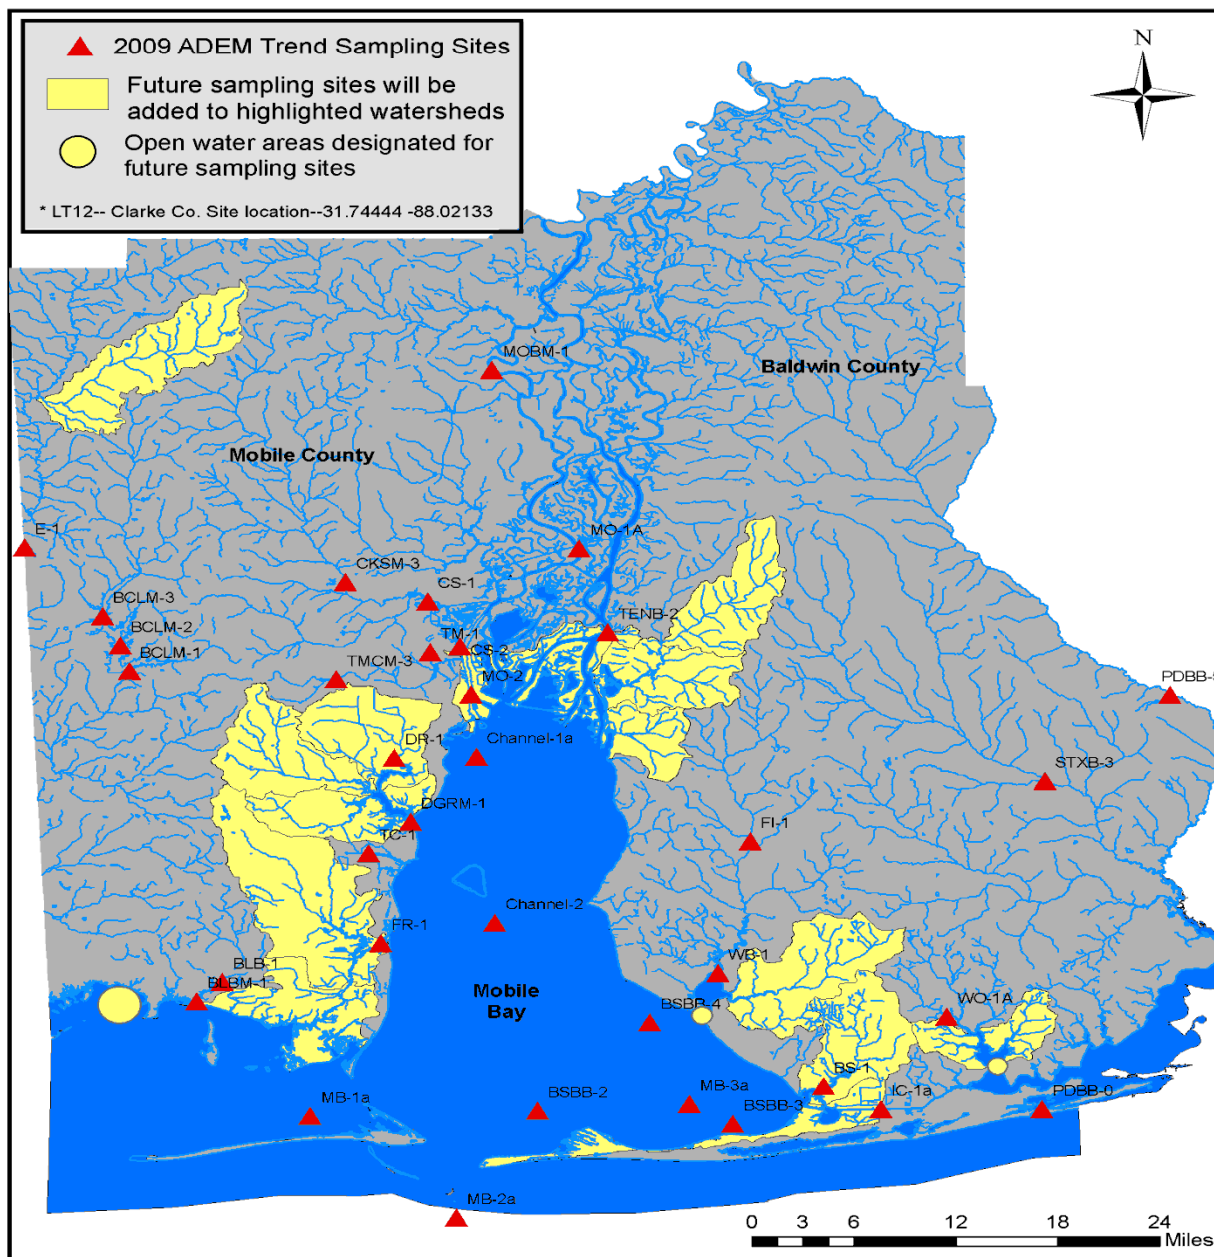 2009 ADEM Trend Sampling Sites
Future sampling sites will be
added to highlighted watersheds
Open water areas designated for
future sampling sites
* LT12-- Clarke Co. Site location--31.74444 -88.02133
N
MOBM-1
Baldwin County
Mobile County
E-1
MO-1A
CKSM-3
CS-1
BCLM-3
BCLM-2
BCLM-1
TENB-2
TM-1
CS-2
TMCM-3
MO-2
PDBB-
DR-1
Channel-1a
STXB-3
DGRM-1
TC-1
FI-1
Channel-2
FR-1
BLB-1
BLBM-1
WB-1
Mobile
Bay
BSBB-4
WO-1A
BS-1
MB-1a
BSBB-2
MB-3a
BSBB-3
IC-1a
PDBB-0
MB-2a
0 3 6 12 18 24
Miles